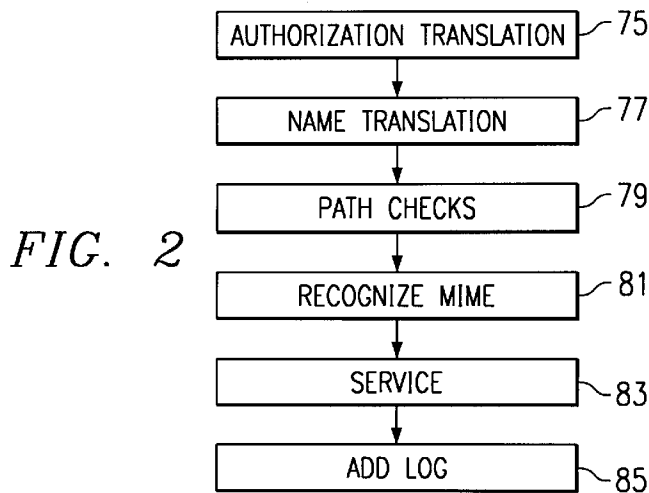 AUTHORIZATION TRANSLATION 75
NAME TRANSLATION 77
PATH CHECKS 79
FIG. 2
RECOGNIZE MIME 81
SERVICE 83
ADD LOG 85